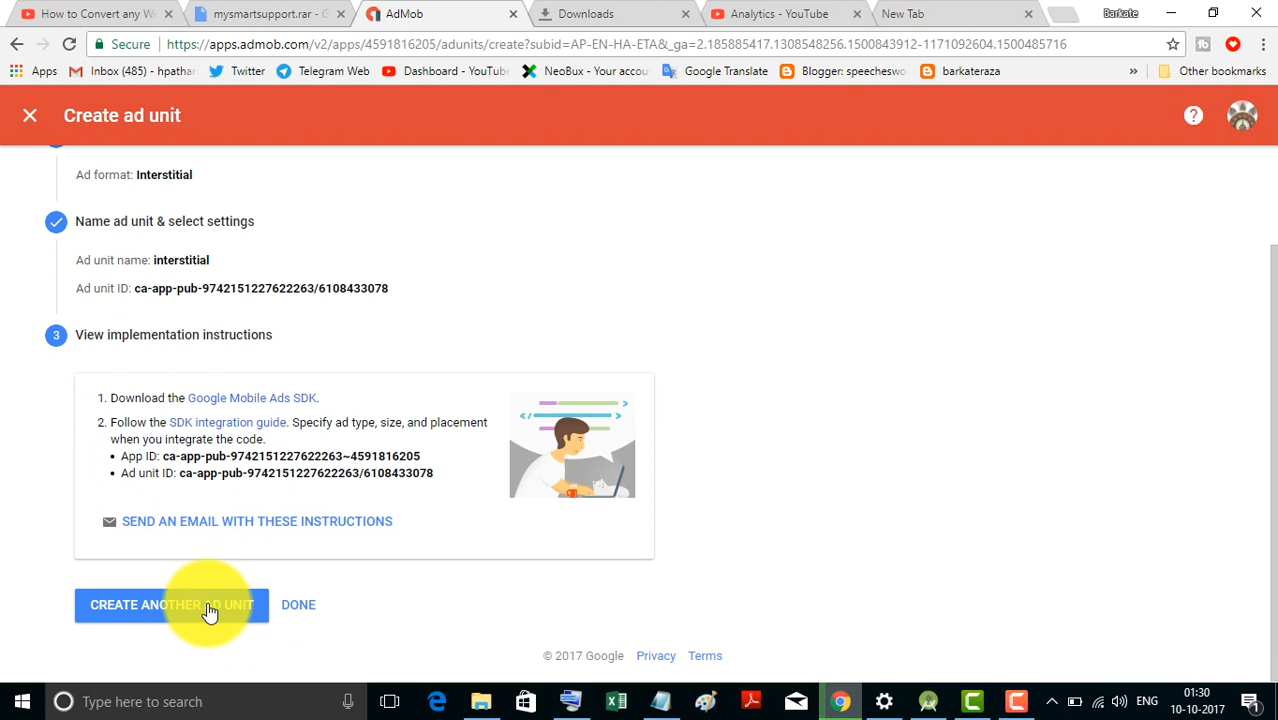 How to Convert any W
mysmartsupport.rar - G
AdMob
Downloads
Analytics - YouTube
New Tab
Barkate
Secure
https://apps.admob.com/v2/apps/4591816205/adunits/create?subid=AP-EN-HA-ETA&_ga=2.185885417.1308548256.1500843912-1171092604.1500485716
Apps
Inbox (485) - hpathan
Twitter
Telegram Web
Dashboard - YouTube
NeoBux - Your accou
Google Translate
Blogger: speecheswo
barkateraza
»
Other bookmarks
Create ad unit
Ad format: Interstitial
Name ad unit & select settings
Ad unit name: interstitial
Ad unit ID: ca-app-pub-9742151227622263/6108433078
3
View implementation instructions
1. Download the Google Mobile Ads SDK.
2. Follow the SDK integration guide. Specify ad type, size, and placement
when you integrate the code.
• App ID: ca-app-pub-9742151227622263~4591816205
• Ad unit ID: ca-app-pub-9742151227622263/6108433078
SEND AN EMAIL WITH THESE INSTRUCTIONS
CREATE ANOTHER AD UNIT
DONE
© 2017 Google
Privacy
Terms
Type here to search
ENG
01:30
10-10-2017
1